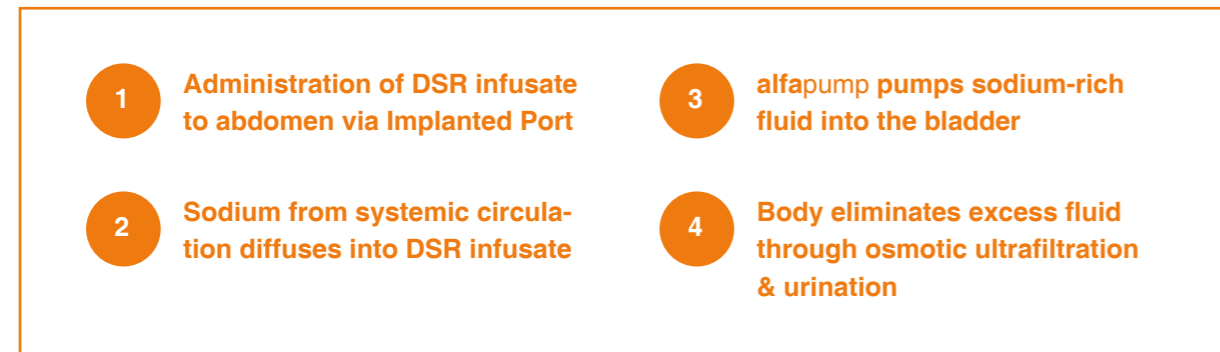 1
Administration of DSR infusate
to abdomen via Implanted Port
2
Sodium from systemic circula-
tion diffuses into DSR infusate
3
alfapump pumps sodium-rich
fluid into the bladder
4
Body eliminates excess fluid
through osmotic ultrafiltration
& urination